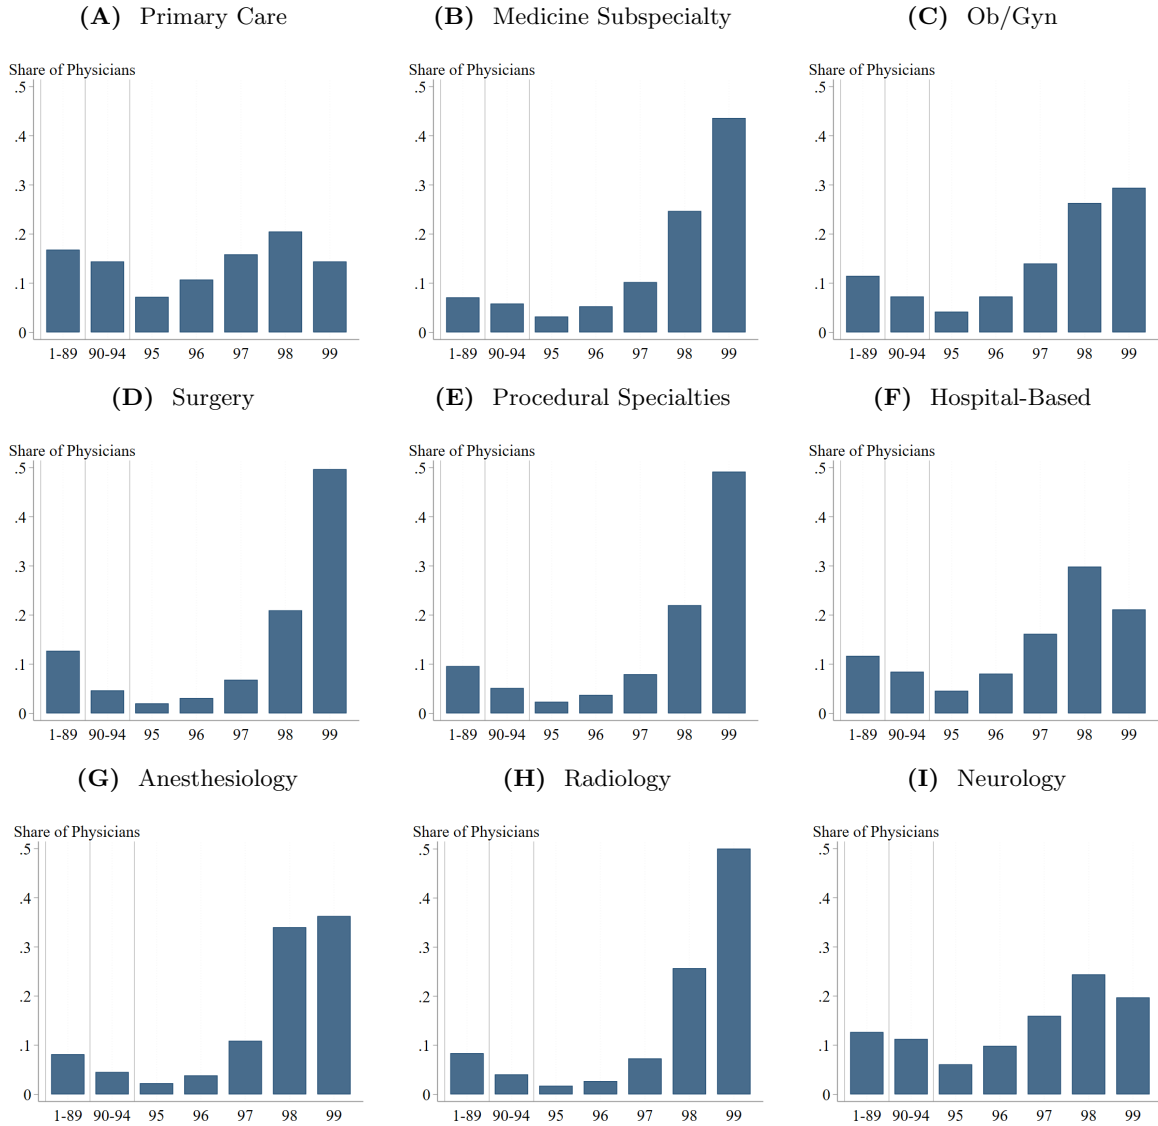 (A) Primary Care
Share of Physicians
.5
.4
.3
.2
.1
0
1-89 90-94 95 96 97 98 99
(B) Medicine Subspecialty
Share of Physicians
.5
.4
.3
.2
.1
0
1-89 90-94 95 96 97 98 99
(C) Ob/Gyn
Share of Physicians
.5
.4
.3
.2
.1
0
1-89 90-94 95 96 97 98 99
(D) Surgery
Share of Physicians
.5
.4
.3
.2
.1
0
1-89 90-94 95 96 97 98 99
(E) Procedural Specialties
Share of Physicians
.5
.4
.3
.2
.1
0
1-89 90-94 95 96 97 98 99
(F) Hospital-Based
Share of Physicians
.5
.4
.3
.2
.1
0
1-89 90-94 95 96 97 98 99
(G) Anesthesiology
Share of Physicians
.5
.4
.3
.2
.1
0
1-89 90-94 95 96 97 98 99
(H) Radiology
Share of Physicians
.5
.4
.3
.2
.1
0
1-89 90-94 95 96 97 98 99
(I) Neurology
Share of Physicians
.5
.4
.3
.2
.1
0
1-89 90-94 95 96 97 98 99